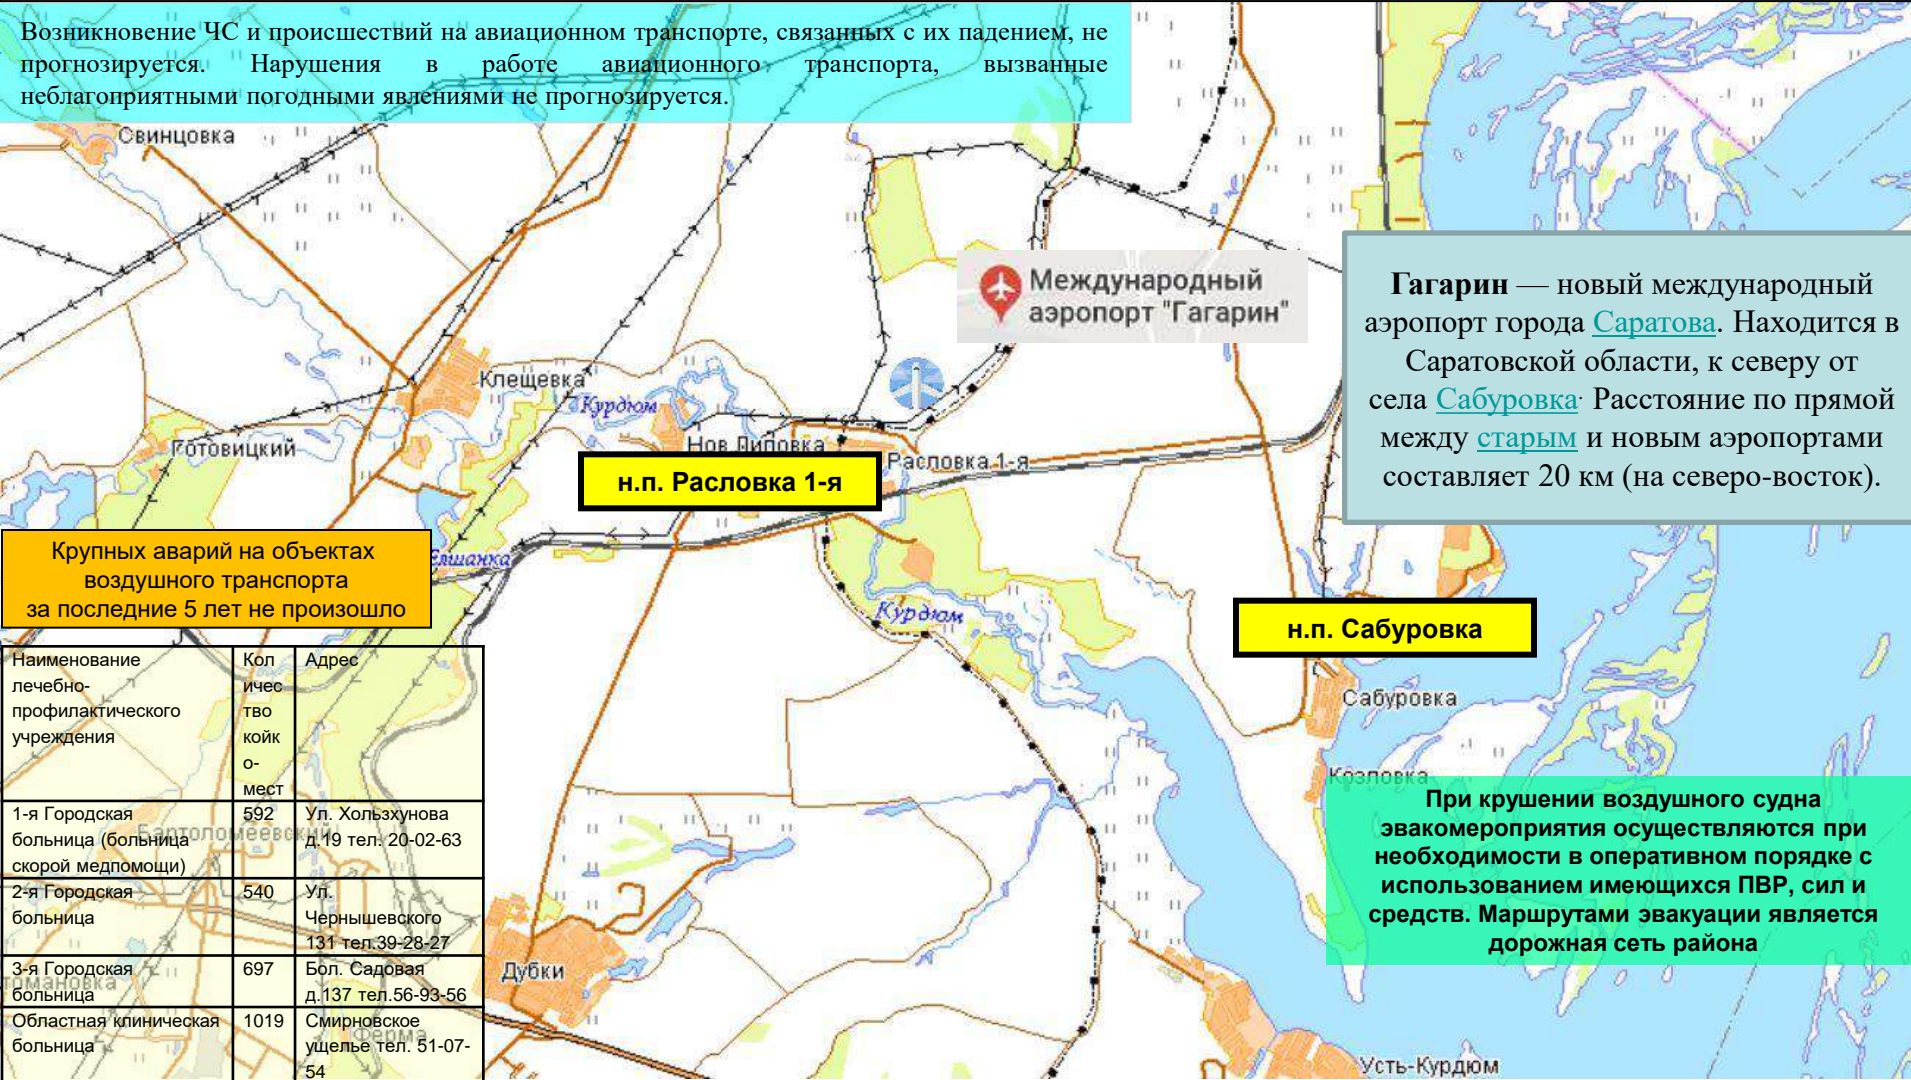 Возникновение ЧС и происшествий на авиационном транспорте, связанных с их падением, не
прогнозируется. Нарушения в работе авиационного транспорта, вызванные
неблагоприятными погодными явлениями не прогнозируется.
Свинцовка
Международный
аэропорт "Гагарин"
Гагарин — новый международный
аэропорт города Саратова. Находится в
Саратовской области, к северу от
села Сабуровка· Расстояние по прямой
между старым и новым аэропортами
составляет 20 км (на северо-восток).
Клещевка
Курдюм
Готовицкий
Нов Липовка
Расловка 1-я
н.п. Расловка 1-я
Крупных аварий на объектах
воздушного транспорта
за последние 5 лет не произошло
Елшанка
Курдюм
н.п. Сабуровка
Сабуровка
Козловка
При крушении воздушного судна
эвакомероприятия осуществляются при
необходимости в оперативном порядке с
использованием имеющихся ПВР, сил и
средств. Маршрутами эвакуации является
дорожная сеть района
Наименование
лечебно-
профилактического
учреждения
Кол
ичес
тво
койк
о-
мест
Адрес
1-я Городская
больница (больница
скорой медпомощи)
592
Ул. Хользхунова
д.19 тел. 20-02-63
Бартоломеевский
2-я Городская
больница
540
Ул.
Чернышевского
131 тел.39-28-27
3-я Городская
больница
697
Бол. Садовая
д.137 тел.56-93-56
Областная клиническая
больница
1019
Смирновское
ущелье тел. 51-07-
54
Ферма
Дубки
Усть-Курдюм